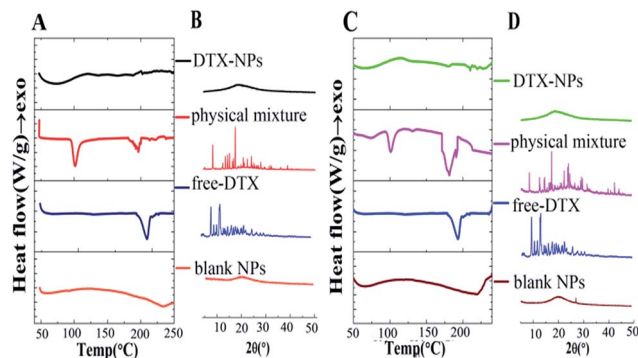 A
B
C
D
Heat flow(W/g)→exo
DTX-NPs
physical mixture
free-DTX
blank NPs
50 100 150 200 250
Temp(°C)
10 20 30 40 50
2θ(°)
Heat flow(W/g)→exo
50 100 150 200
Temp(°C)
DTX-NPs
physical mixture
free-DTX
blank NPs
10 20 30 40 50
2θ(°)